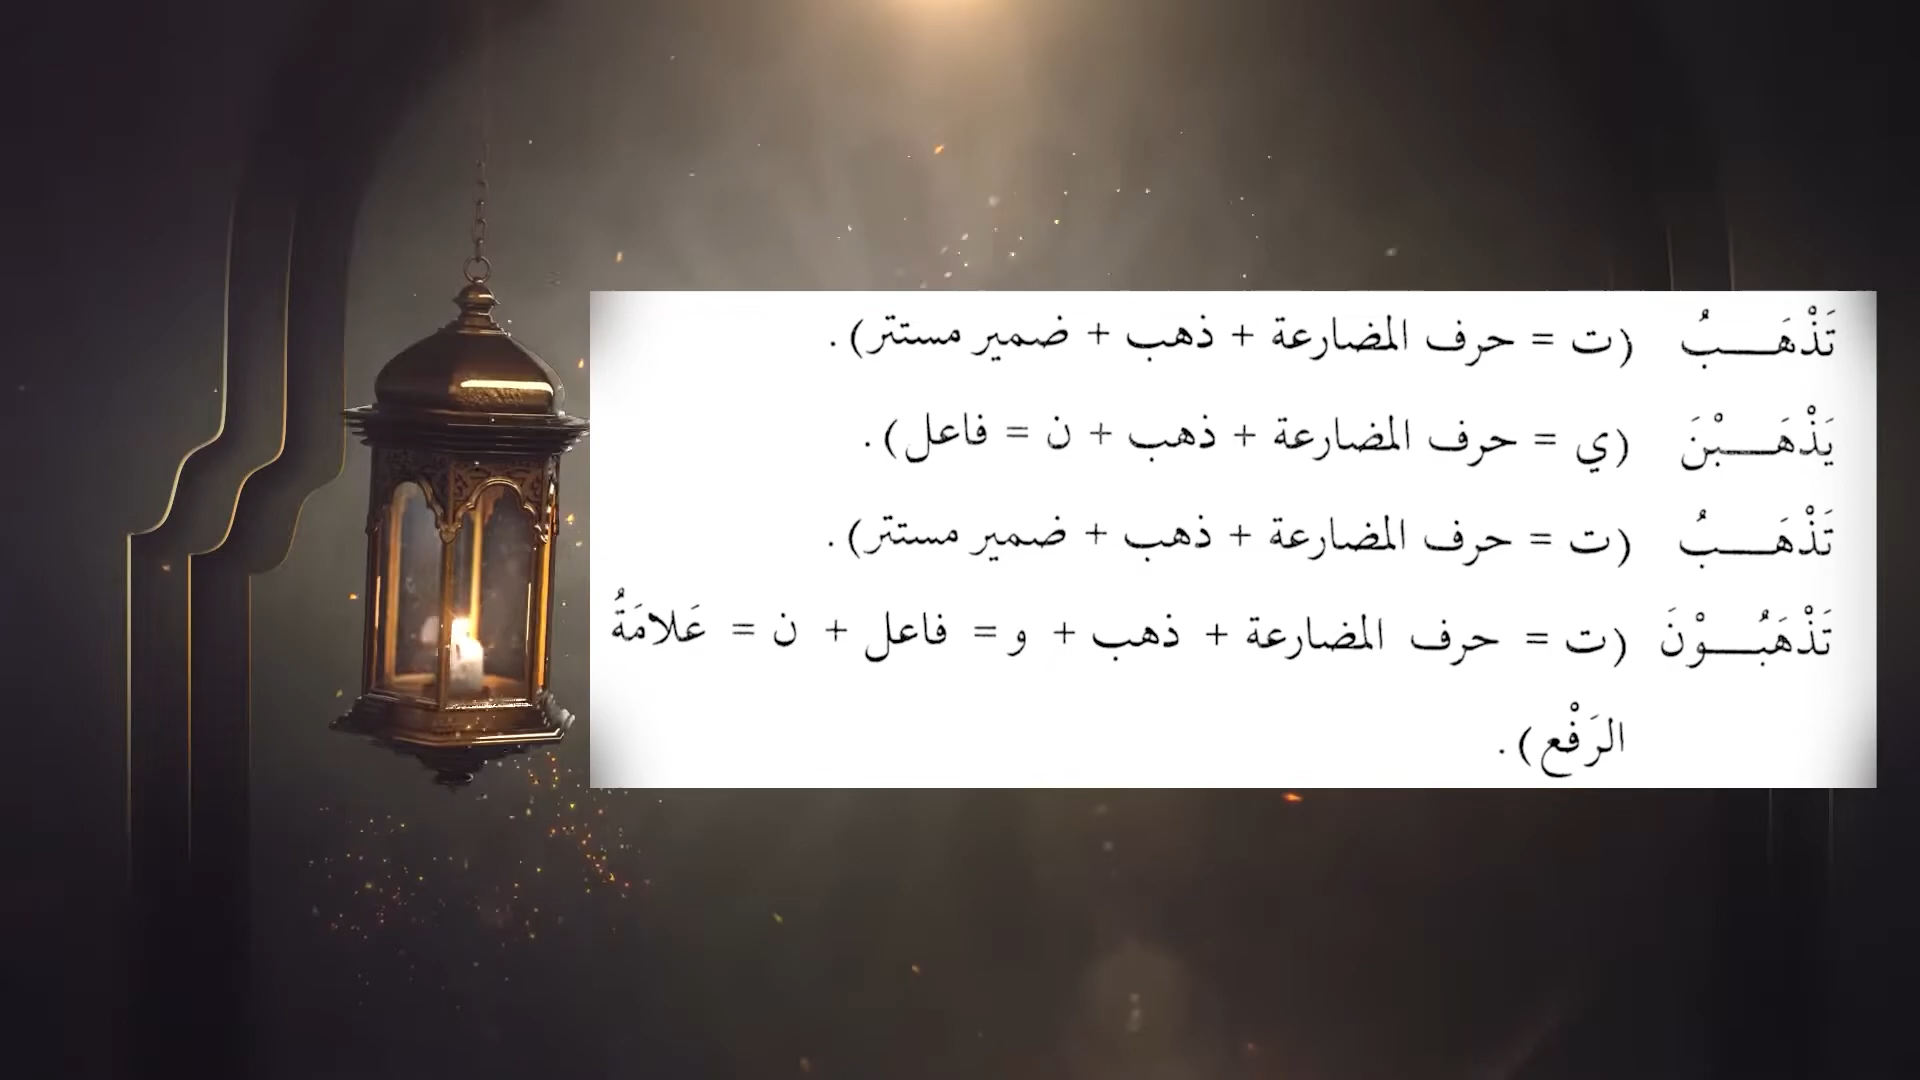 تَذْهَـــبُ (ت = حرف المضارعة + ذهب + ضمير مستتر).
يَذْهَـــبْنَ (ي = حرف المضارعة + ذهب + ن = فاعل).
تَذْهَـــبُ (ت = حرف المضارعة + ذهب + ضمير مستتر).
تَذْهَبُـــوْنَ (ت = حرف المضارعة + ذهب + و = فاعل + ن = عَلامَةُ
الرَفْع).